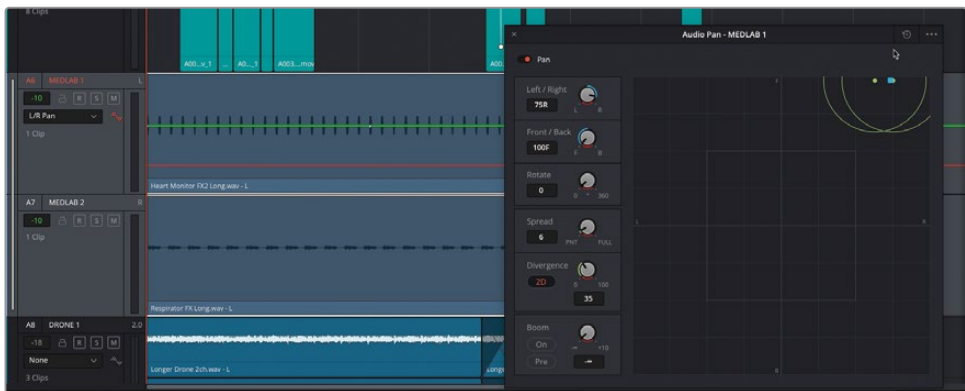 8 Clips
A00...v_1
...
A0..._1
A003...mov
A00
A6 MEDLAB 1 L
-10 R S M
L/R Pan
1 Clip
Heart Monitor FX2 Long.wav - L
A7 MEDLAB 2 R
-10 R S M
1 Clip
Respirator FX Long.wav - L
A8 DRONE 1 2.0
-18 R S M
None
3 Clips
Longer Drone 2ch.wav - L
Longe
× Audio Pan - MEDLAB 1 •••
Pan
Left / Right
75R L R
Front / Back
100F F B
Rotate
0 0 360
Spread
6 PNT FULL
Divergence
2D 0 100
35
Boom
On -∞ +10
Pre -∞
F
L R
B